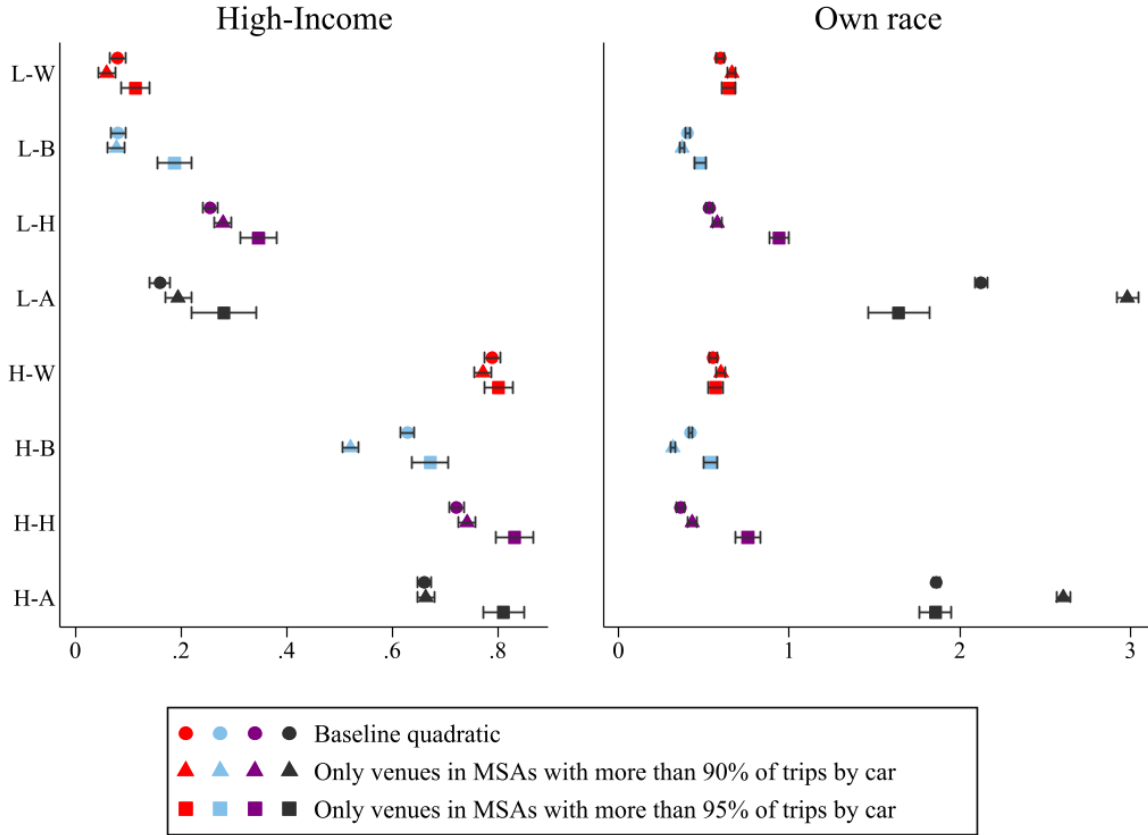 High-Income
Own race
L-W
L-B
L-H
L-A
H-W
H-B
H-H
H-A
0 .2 .4 .6 .8
0 1 2 3
Baseline quadratic
Only venues in MSAs with more than 90% of trips by car
Only venues in MSAs with more than 95% of trips by car